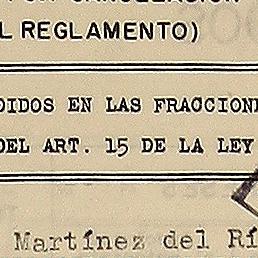 L REGLAMENTO)
DIDOS EN LAS FRACCION
DEL ART. 15 DE LA LEY
Martínez del Rí